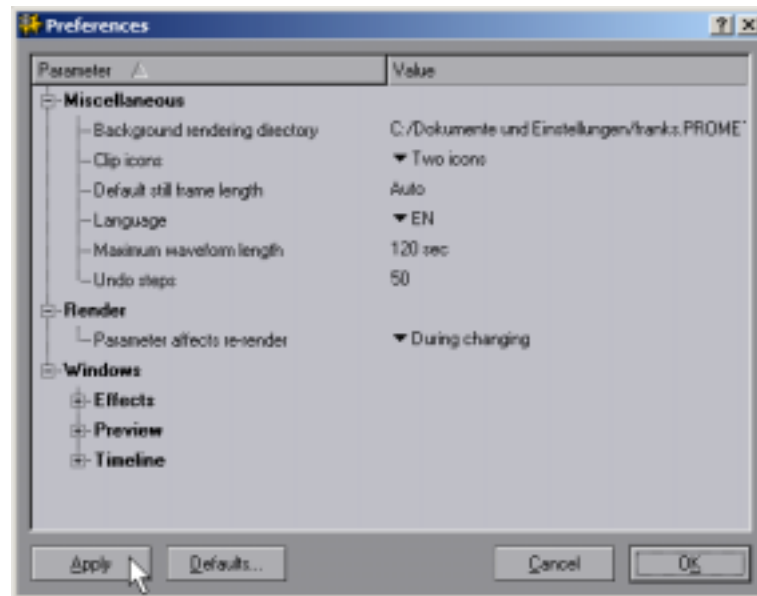 Preferences
Parameter Value
Miscellaneous
Background rendering directory C:/Dokumente und Einstellungen/franks.PROME
Clip icons Two icons
Default still frame length Auto
Language EN
Maximum waveform length 120 sec
Undo steps 50
Render
Parameter affects re-render During changing
Windows
Effects
Preview
Timeline
Apply Defaults... Cancel OK